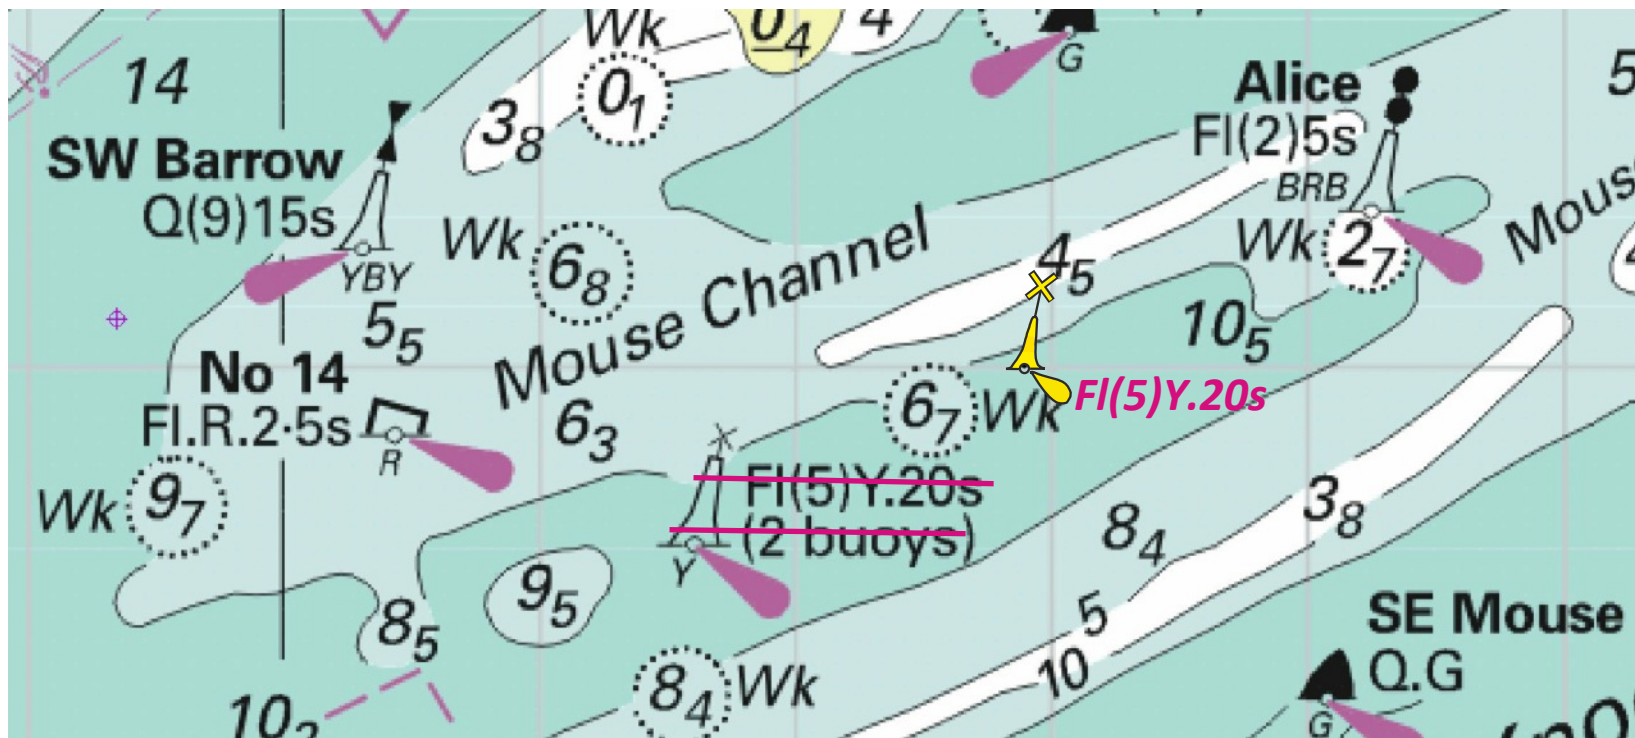 Wk
0₄
4
G
14
0₁
3₈
Alice
Fl(2)5s
BRB
5
SW Barrow
Q(9)15s
YBY
Wk
6₈
Mouse Channel
4₅
Wk
2₇
Mous
5₅
10₅
No 14
Fl.R.2·5s
R
6₃
6₇
Wk
Fl(5)Y.20s
Wk
9₇
Fl(5)Y.20s
(2 buoys)
Y
8₄
3₈
9₅
8₅
5
10
SE Mouse
Q.G
G
8₄
Wk
10₂